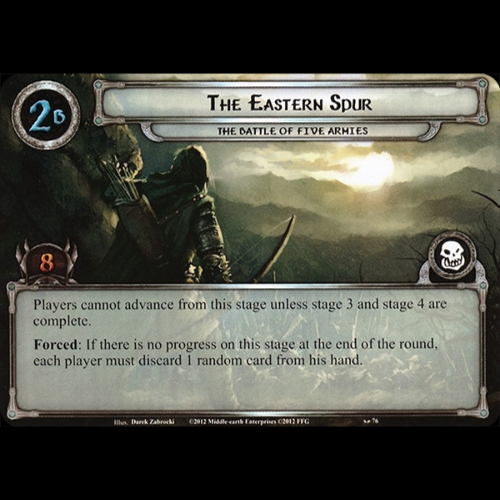 2B
THE EASTERN SPUR
THE BATTLE OF FIVE ARMIES
8
Players cannot advance from this stage unless stage 3 and stage 4 are
complete.
Forced: If there is no progress on this stage at the end of the round,
each player must discard 1 random card from his hand.
Illus. Darek Zabrocki ©2012 Middle-earth Enterprises ©2012 FFG 76